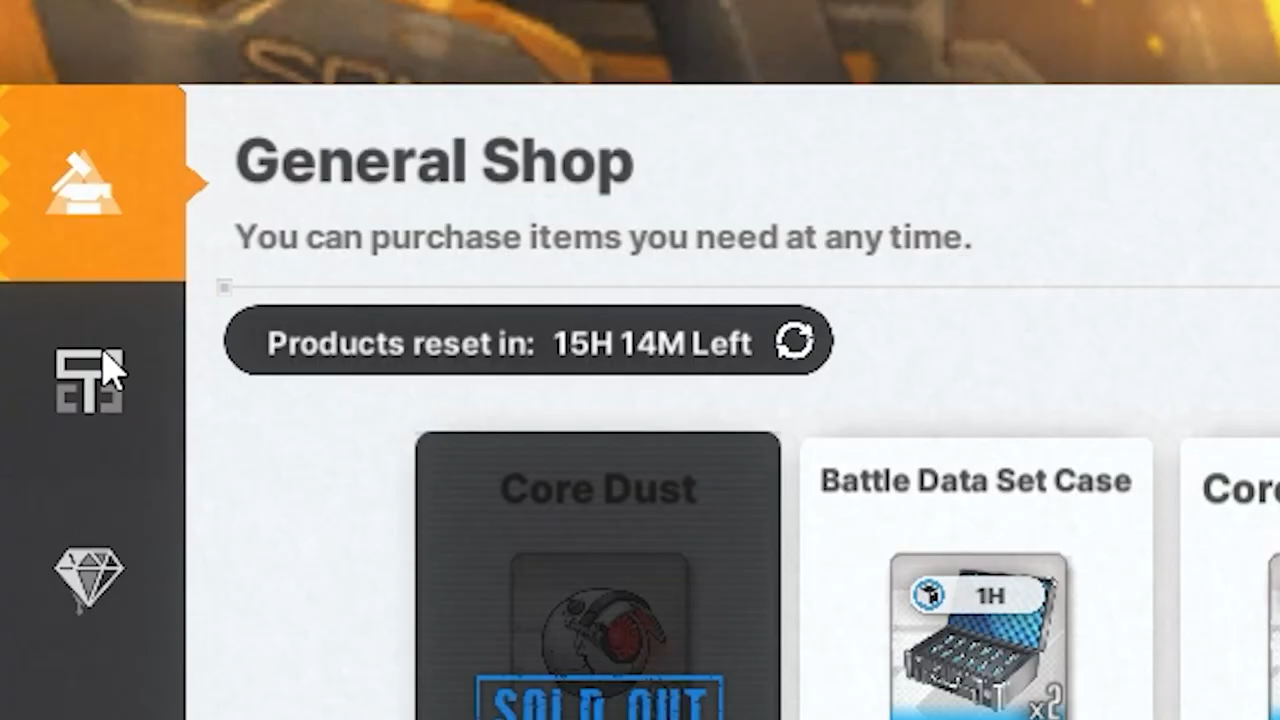 General Shop
You can purchase items you need at any time.
Products reset in: 15H 14M Left
Core Dust
Battle Data Set Case
1H
SOLD OUT
x2